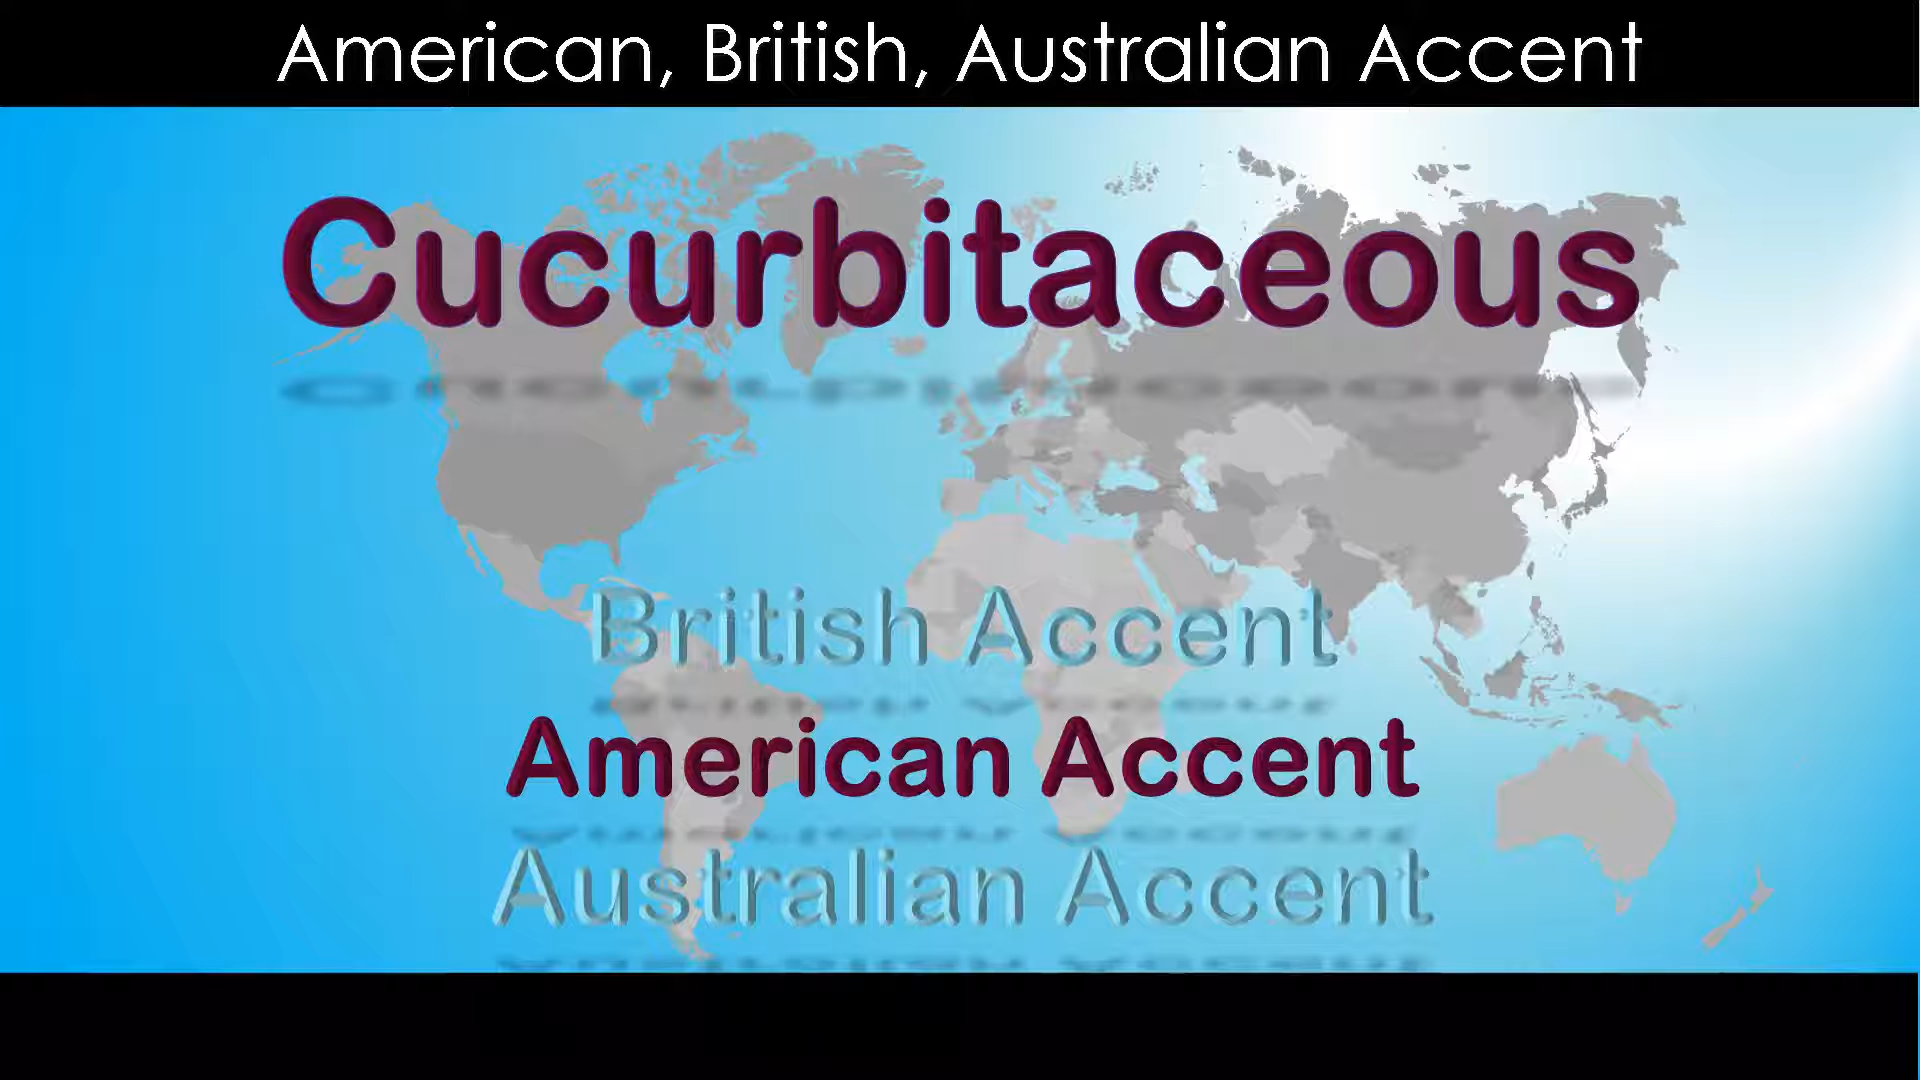 American, British, Australian Accent
Cucurbitaceous
British Accent
American Accent
Australian Accent